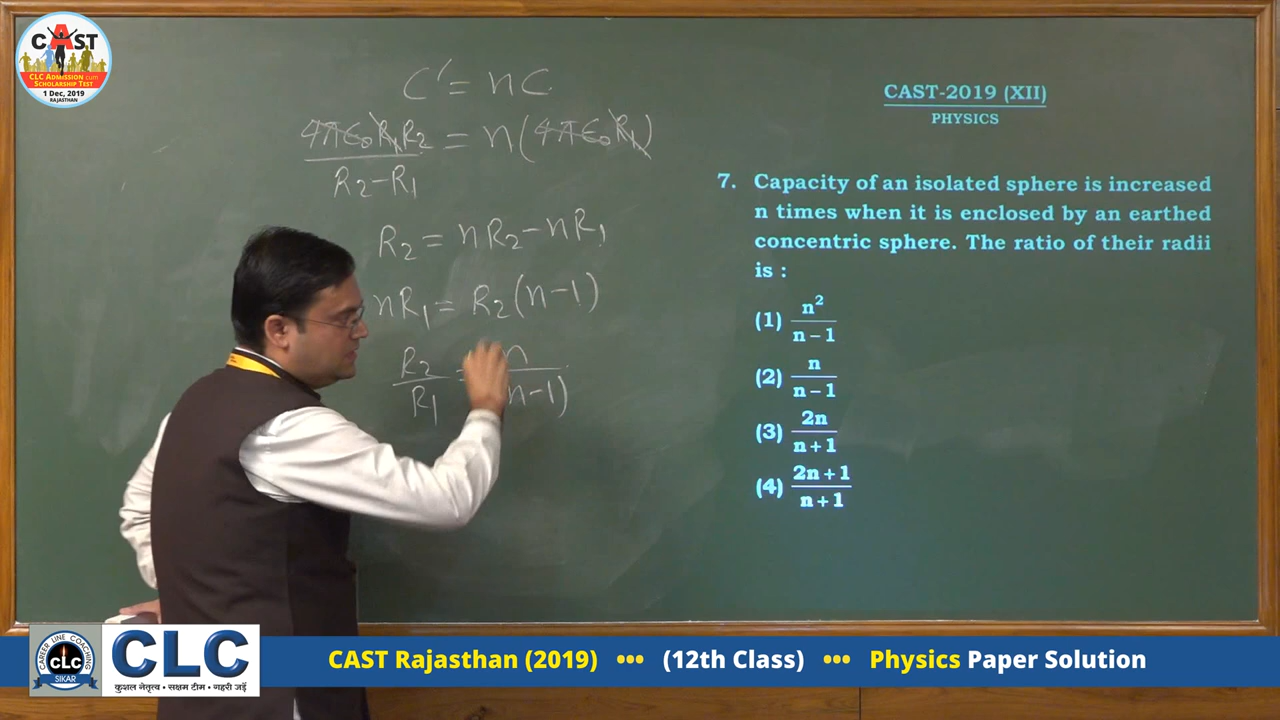 CAST
CLC ADMISSION cum
SCHOLARSHIP TEST
1 Dec, 2019
RAJASTHAN
C′ = nC
4πϵ₀R₁R₂ / R₂ − R₁ = n(4πϵ₀R₁)
R₂ = nR₂ − nR₁
nR₁ = R₂(n−1)
R₂ / R₁ = n / n−1)
CAST-2019 (XII)
PHYSICS
7. Capacity of an isolated sphere is increased
n times when it is enclosed by an earthed
concentric sphere. The ratio of their radii
is :
(1) n² / n − 1
(2) n / n − 1
(3) 2n / n + 1
(4) 2n + 1 / n + 1
CAREER LINE COACHING
CLC
SIKAR
CLC
कुशल नेतृत्व • सक्षम टीम • गहरी जड़ें
CAST Rajasthan (2019) ••• (12th Class) ••• Physics Paper Solution